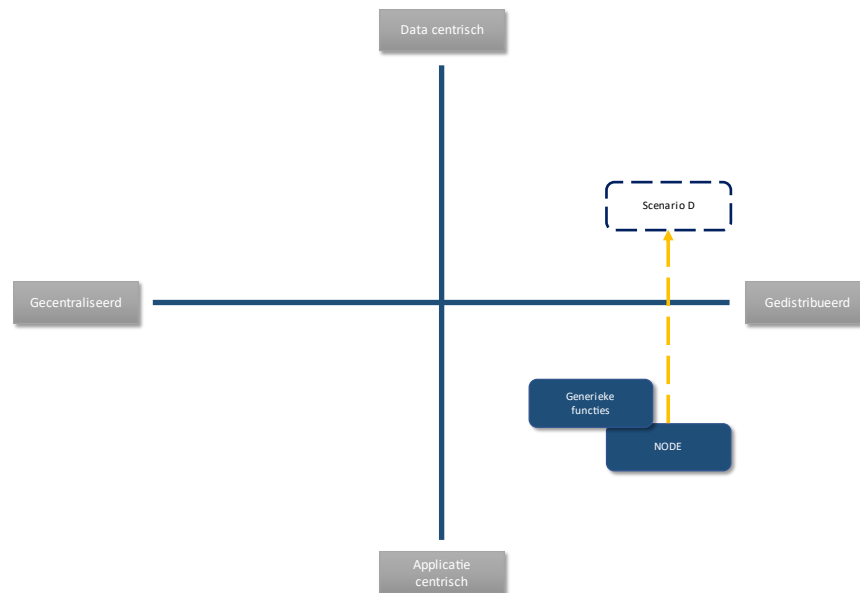 Data centrisch
Scenario D
Gecentraliseerd
Gedistribueerd
Generieke
functies
NODE
Applicatie
centrisch